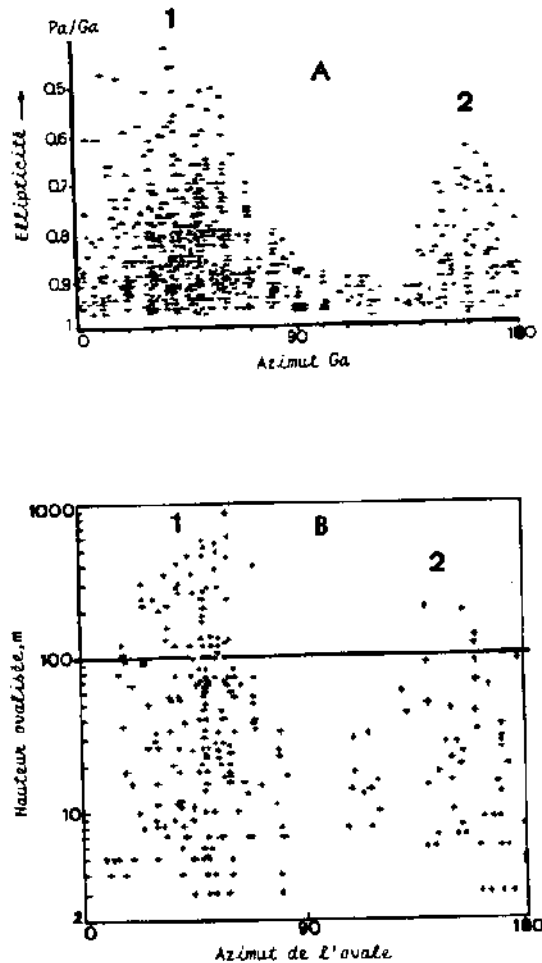 1
Pa/Ga
A
2
Ellipticité
0.5
0.6
0.7
0.8
0.9
1
0
90
180
Azimut Ga
1000
1
B
2
Hauteur ovalisée, m
100
10
2
0
90
180
Azimut de l'ovale